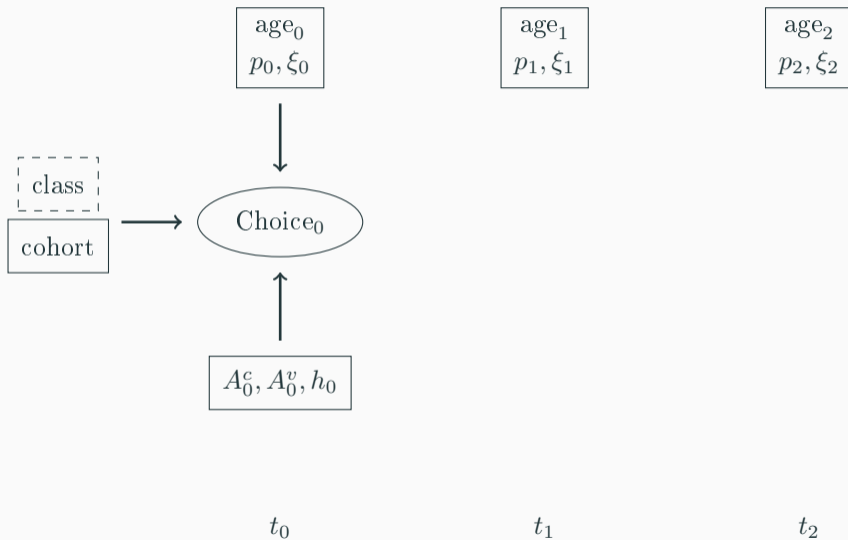 age₀
p₀, ξ₀
age₁
p₁, ξ₁
age₂
p₂, ξ₂
class
cohort
Choice₀
A₀ᶜ, A₀ᵛ, h₀
t₀
t₁
t₂